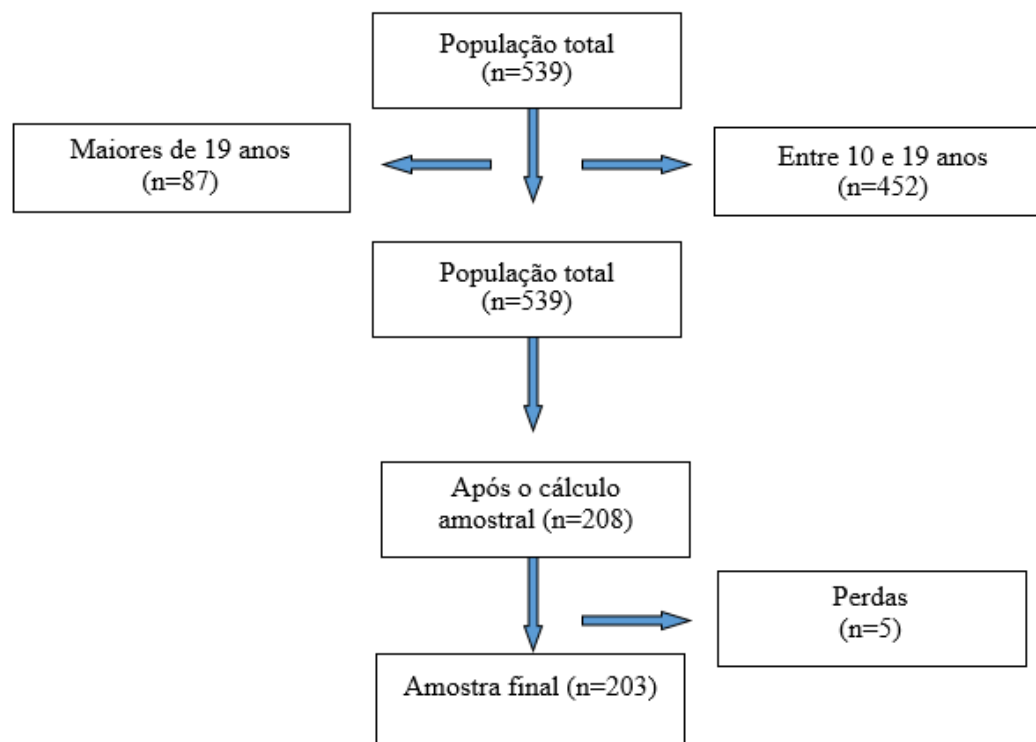 População total
(n=539)
Maiores de 19 anos
(n=87)
Entre 10 e 19 anos
(n=452)
População total
(n=539)
Após o cálculo
amostral (n=208)
Perdas
(n=5)
Amostra final (n=203)